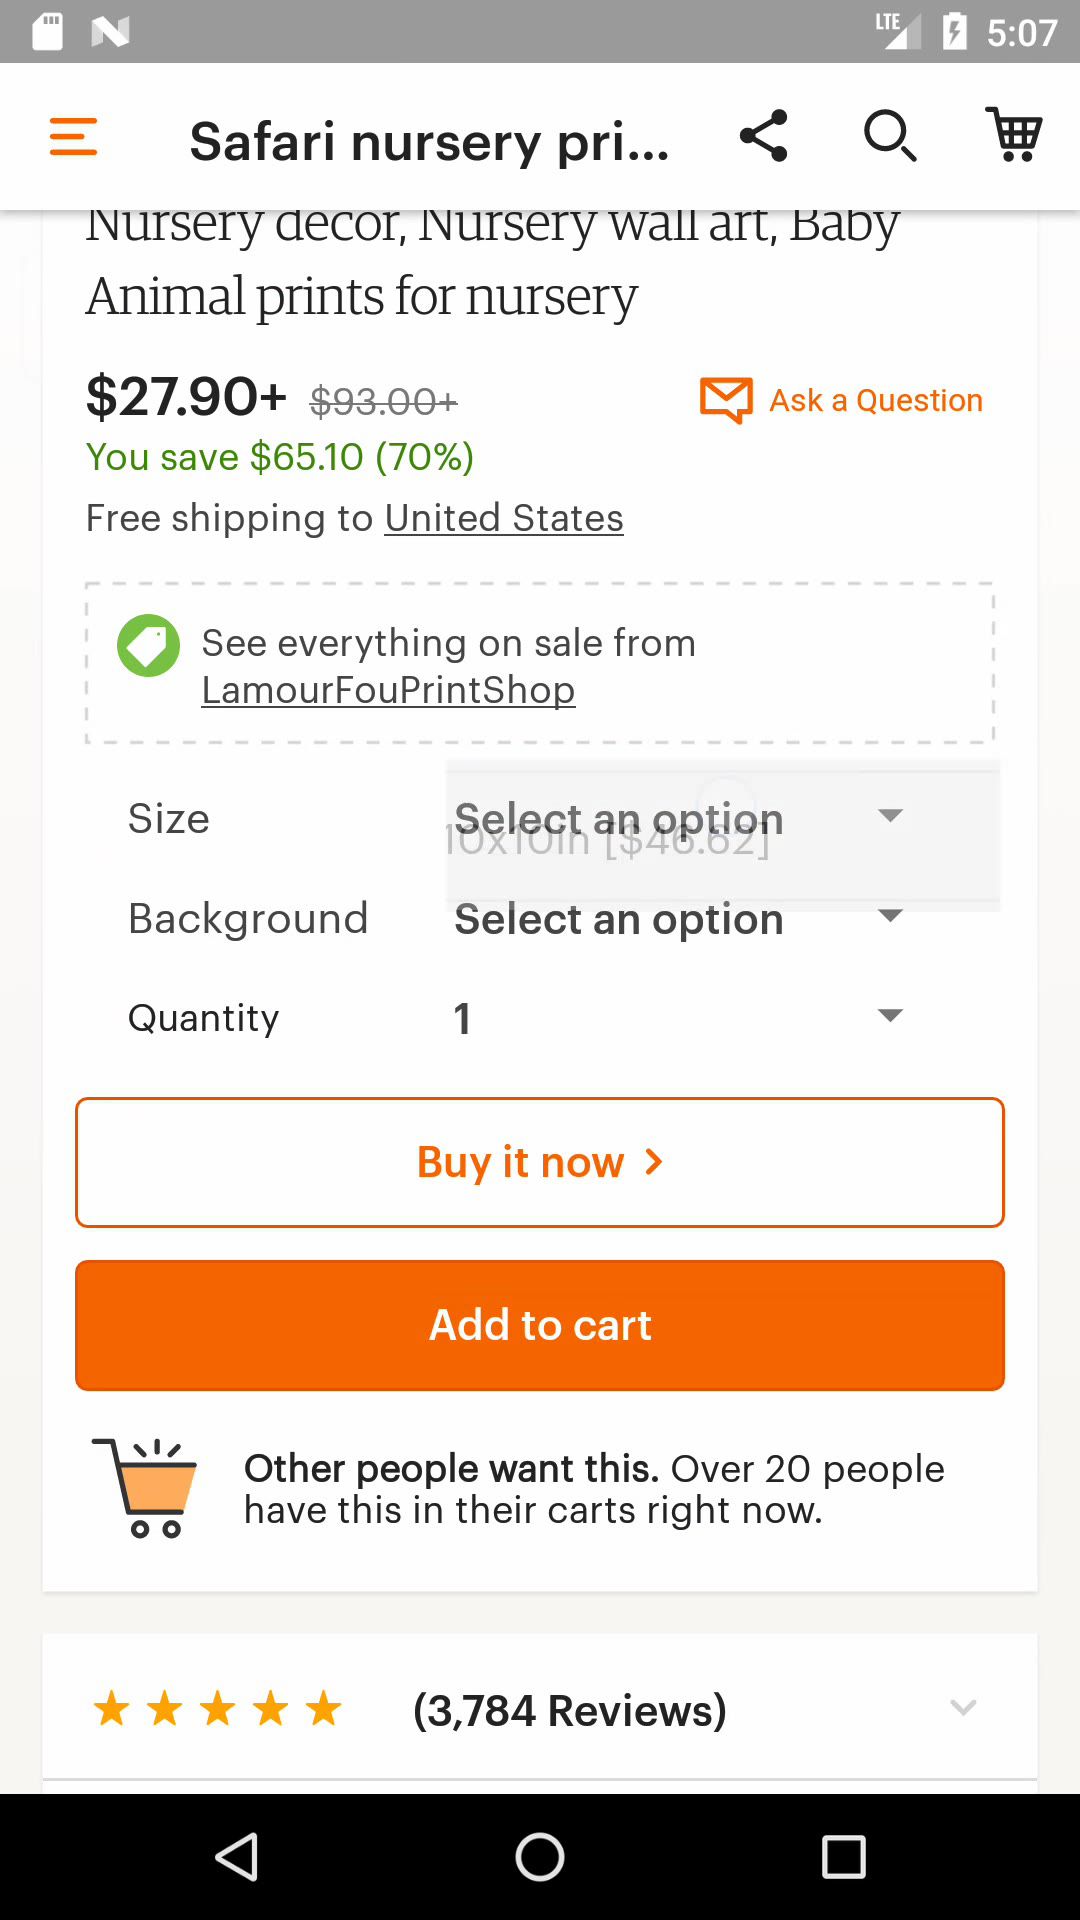 LTE 5:07
Safari nursery pri...
Nursery decor, Nursery wall art, Baby
Animal prints for nursery
$27.90+ $93.00+
Ask a Question
You save $65.10 (70%)
Free shipping to United States
See everything on sale from
LamourFouPrintShop
Size Select an option
10x10in [$46.62]
Background Select an option
Quantity 1
Buy it now
Add to cart
Other people want this. Over 20 people
have this in their carts right now.
(3,784 Reviews)